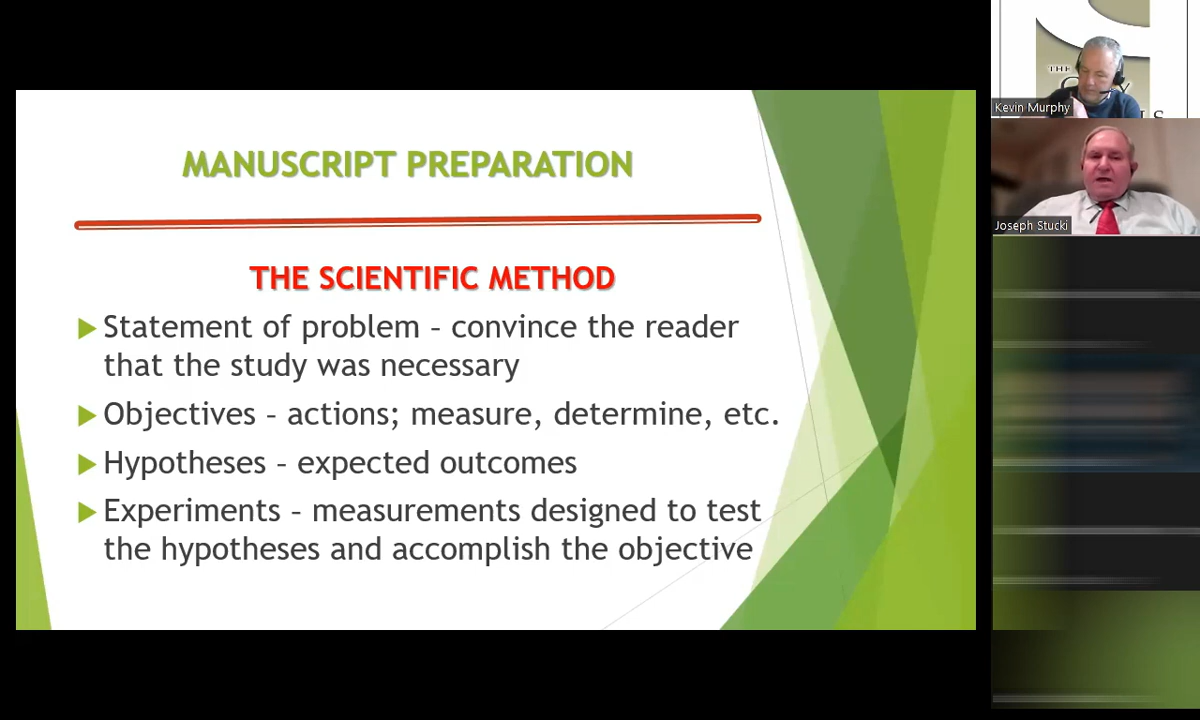 MANUSCRIPT PREPARATION
THE SCIENTIFIC METHOD
Statement of problem – convince the reader
that the study was necessary
Objectives – actions; measure, determine, etc.
Hypotheses – expected outcomes
Experiments – measurements designed to test
the hypotheses and accomplish the objective
THE
Kevin Murphy
Joseph Stucki